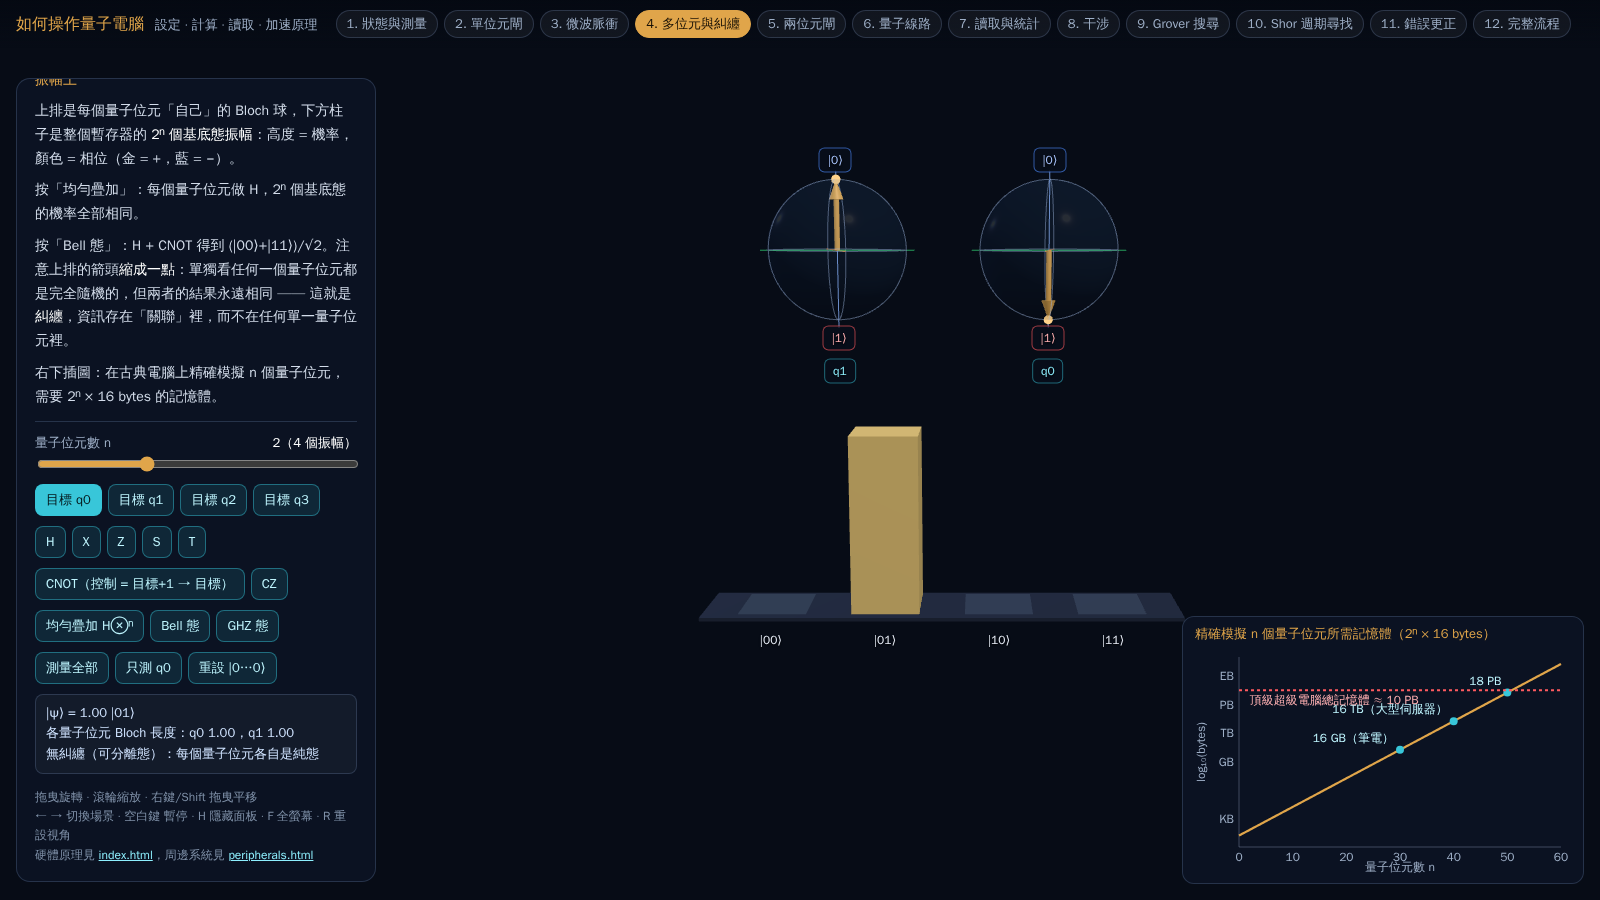 如何操作量子電腦 設定 · 計算 · 讀取 · 加速原理 1. 狀態與測量 2. 單位元閘 3. 微波脈衝 4. 多位元與糾纏 5. 兩位元閘 6. 量子線路 7. 讀取與統計 8. 干涉 9. Grover 搜尋 10. Shor 週期尋找 11. 錯誤更正 12. 完整流程
上排是每個量子位元「自己」的 Bloch 球，下方柱
子是整個暫存器的 2ⁿ 個基底態振幅：高度 = 機率，
顏色 = 相位（金 = +，藍 = −）。
按「均勻疊加」：每個量子位元做 H，2ⁿ 個基底態
的機率全部相同。
按「Bell 態」：H + CNOT 得到 (|00⟩+|11⟩)/√2。注
意上排的箭頭縮成一點：單獨看任何一個量子位元都
是完全隨機的，但兩者的結果永遠相同 —— 這就是
糾纏，資訊存在「關聯」裡，而不在任何單一量子位
元裡。
右下插圖：在古典電腦上精確模擬 n 個量子位元，
需要 2ⁿ × 16 bytes 的記憶體。
量子位元數 n 2（4 個振幅）
目標 q0 目標 q1 目標 q2 目標 q3
H X Z S T
CNOT（控制 = 目標+1 → 目標） CZ
均勻疊加 H⊗ⁿ Bell 態 GHZ 態
測量全部 只測 q0 重設 |0…0⟩
|ψ⟩ = 1.00 |01⟩
各量子位元 Bloch 長度：q0 1.00，q1 1.00
無糾纏（可分離態）：每個量子位元各自是純態
拖曳旋轉 · 滾輪縮放 · 右鍵/Shift 拖曳平移
← → 切換場景 · 空白鍵 暫停 · H 隱藏面板 · F 全螢幕 · R 重
設視角
硬體原理見 index.html，周邊系統見 peripherals.html
|0⟩ |0⟩
|1⟩ |1⟩
q1 q0
|00⟩ |01⟩ |10⟩ |11⟩
精確模擬 n 個量子位元所需記憶體（2ⁿ × 16 bytes）
EB
PB
TB
GB
KB
log₁₀(bytes)
18 PB
頂級超級電腦總記憶體 ≈ 10 PB
16 TB（大型伺服器）
16 GB（筆電）
0 10 20 30 40 50 60
量子位元數 n